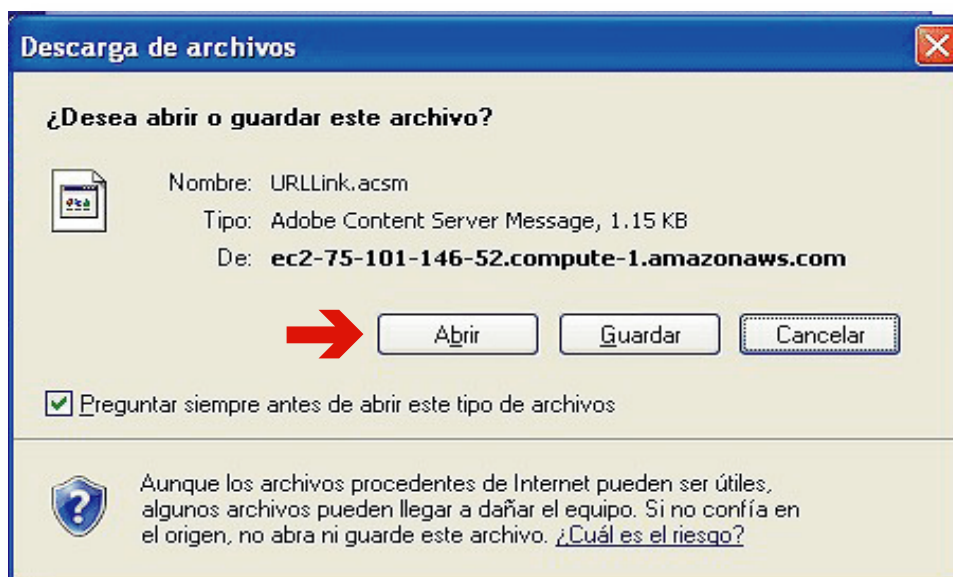 Descarga de archivos
¿Desea abrir o guardar este archivo?
Nombre: URLLink.acsm
Tipo: Adobe Content Server Message, 1.15 KB
De: ec2-75-101-146-52.compute-1.amazonaws.com
Abrir Guardar Cancelar
Preguntar siempre antes de abrir este tipo de archivos
Aunque los archivos procedentes de Internet pueden ser útiles,
algunos archivos pueden llegar a dañar el equipo. Si no confía en
el origen, no abra ni guarde este archivo. ¿Cuál es el riesgo?